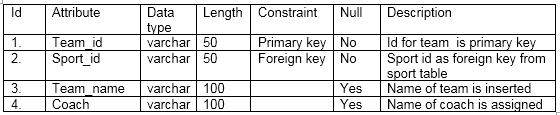 Id Attribute Data type Length Constraint Null Description
1. Team_id varchar 50 Primary key No Id for team is primary key
2. Sport_id varchar 50 Foreign key No Sport id as foreign key from sport table
3. Team_name varchar 100 Yes Name of team is inserted
4. Coach varchar 100 Yes Name of coach is assigned